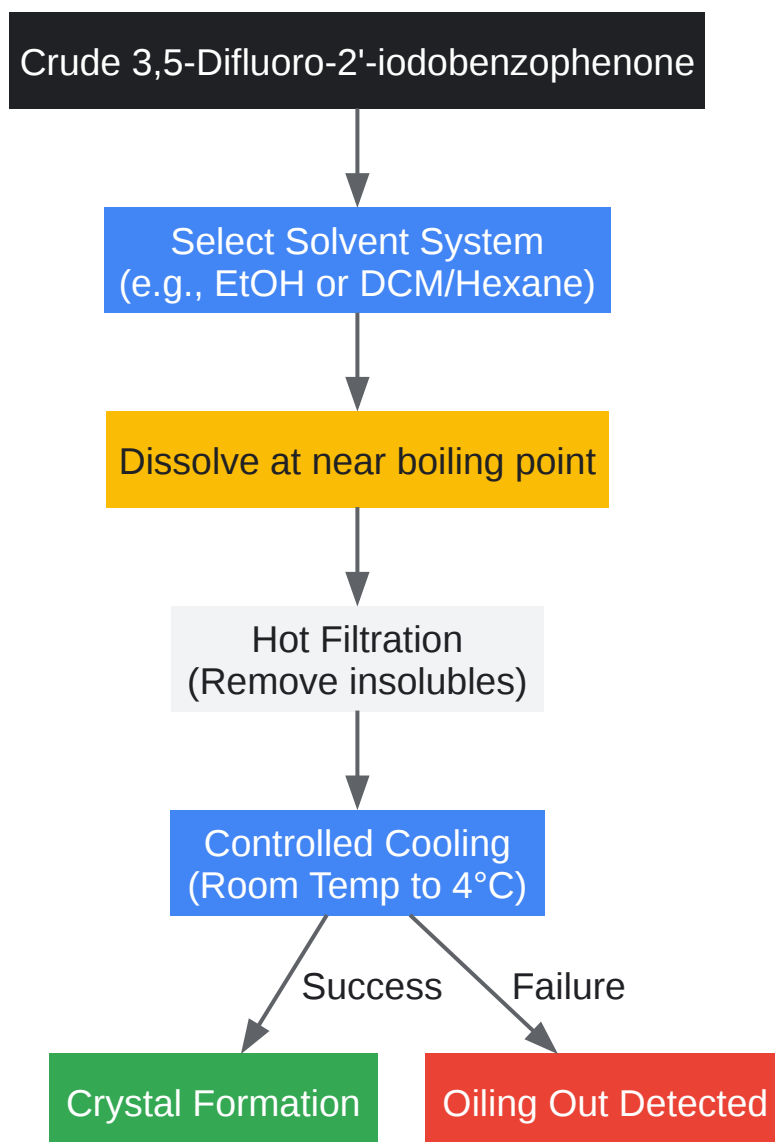 Crude 3,5-Difluoro-2'-iodobenzophenone
Select Solvent System
(e.g., EtOH or DCM/Hexane)
Dissolve at near boiling point
Hot Filtration
(Remove insolubles)
Controlled Cooling
(Room Temp to 4°C)
Success
Failure
Crystal Formation
Oiling Out Detected